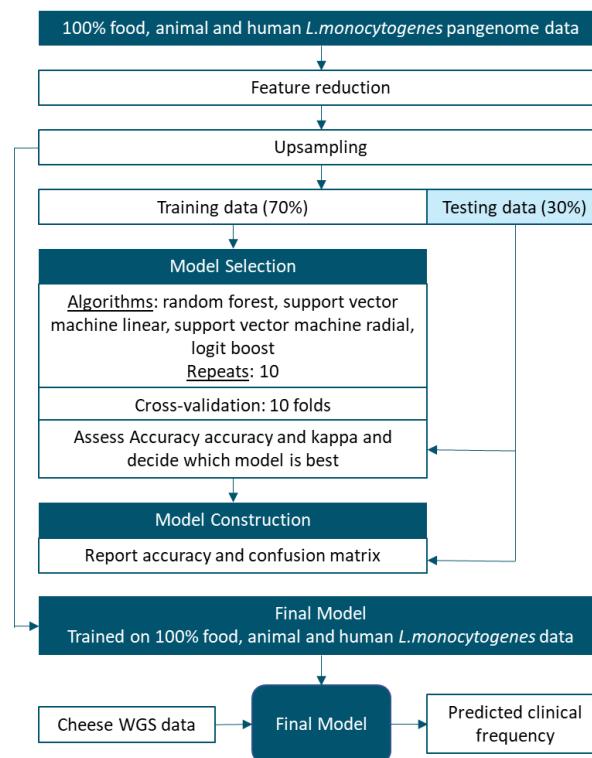 100% food, animal and human L.monocytogenes pangenome data
Feature reduction
Upsampling
Training data (70%)
Testing data (30%)
Model Selection
Algorithms: random forest, support vector
machine linear, support vector machine radial,
logit boost
Repeats: 10
Cross-validation: 10 folds
Assess Accuracy accuracy and kappa and
decide which model is best
Model Construction
Report accuracy and confusion matrix
Final Model
Trained on 100% food, animal and human L.monocytogenes data
Cheese WGS data
Final Model
Predicted clinical
frequency